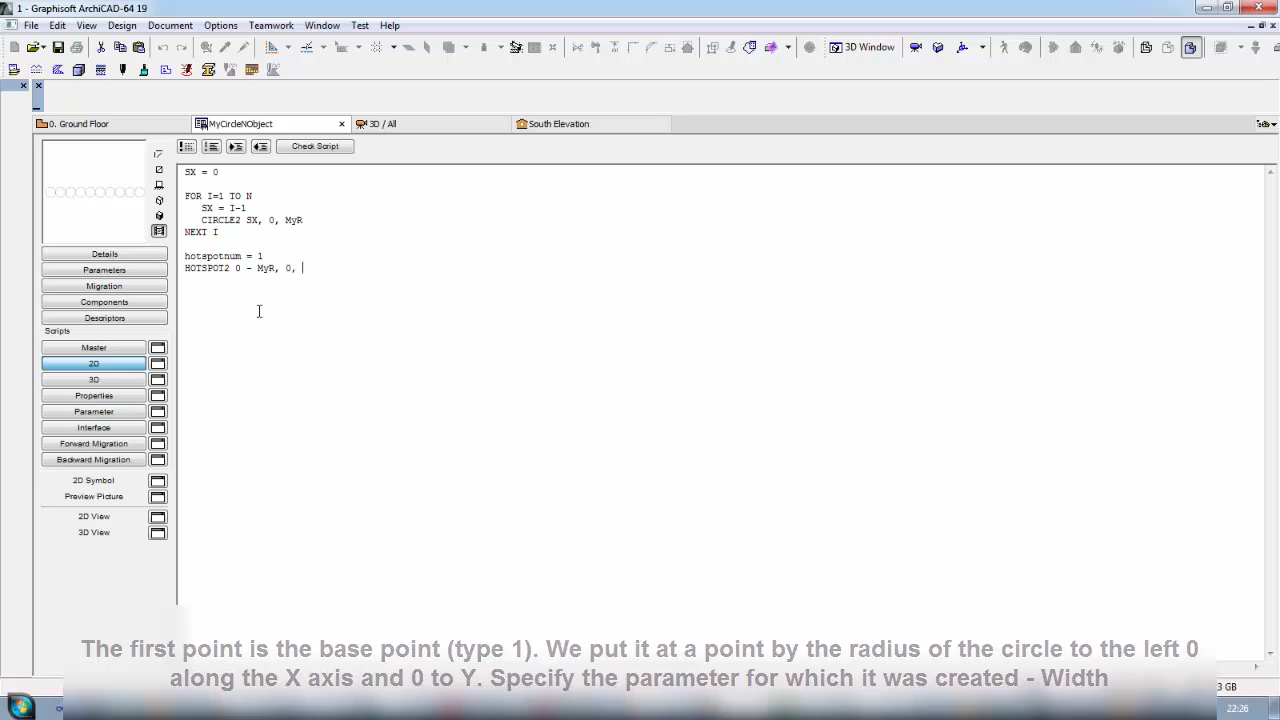 1 - Graphisoft ArchiCAD-64 19
File Edit View Design Document Options Teamwork Window Test Help
3D Window
0. Ground Floor MyCircleNObject 3D / All South Elevation
Check Script
SX = 0
FOR I=1 TO N
SX = I-1
CIRCLE2 SX, 0, MyR
NEXT I
hotspotnum = 1
HOTSPOT2 0 - MyR, 0,
Details
Parameters
Migration
Components
Descriptors
Scripts
Master
2D
3D
Properties
Parameter
Interface
Forward Migration
Backward Migration
2D Symbol
Preview Picture
2D View
3D View
The first point is the base point (type 1). We put it at a point by the radius of the circle to the left 0
along the X axis and 0 to Y. Specify the parameter for which it was created - Width
3 GB
22:26